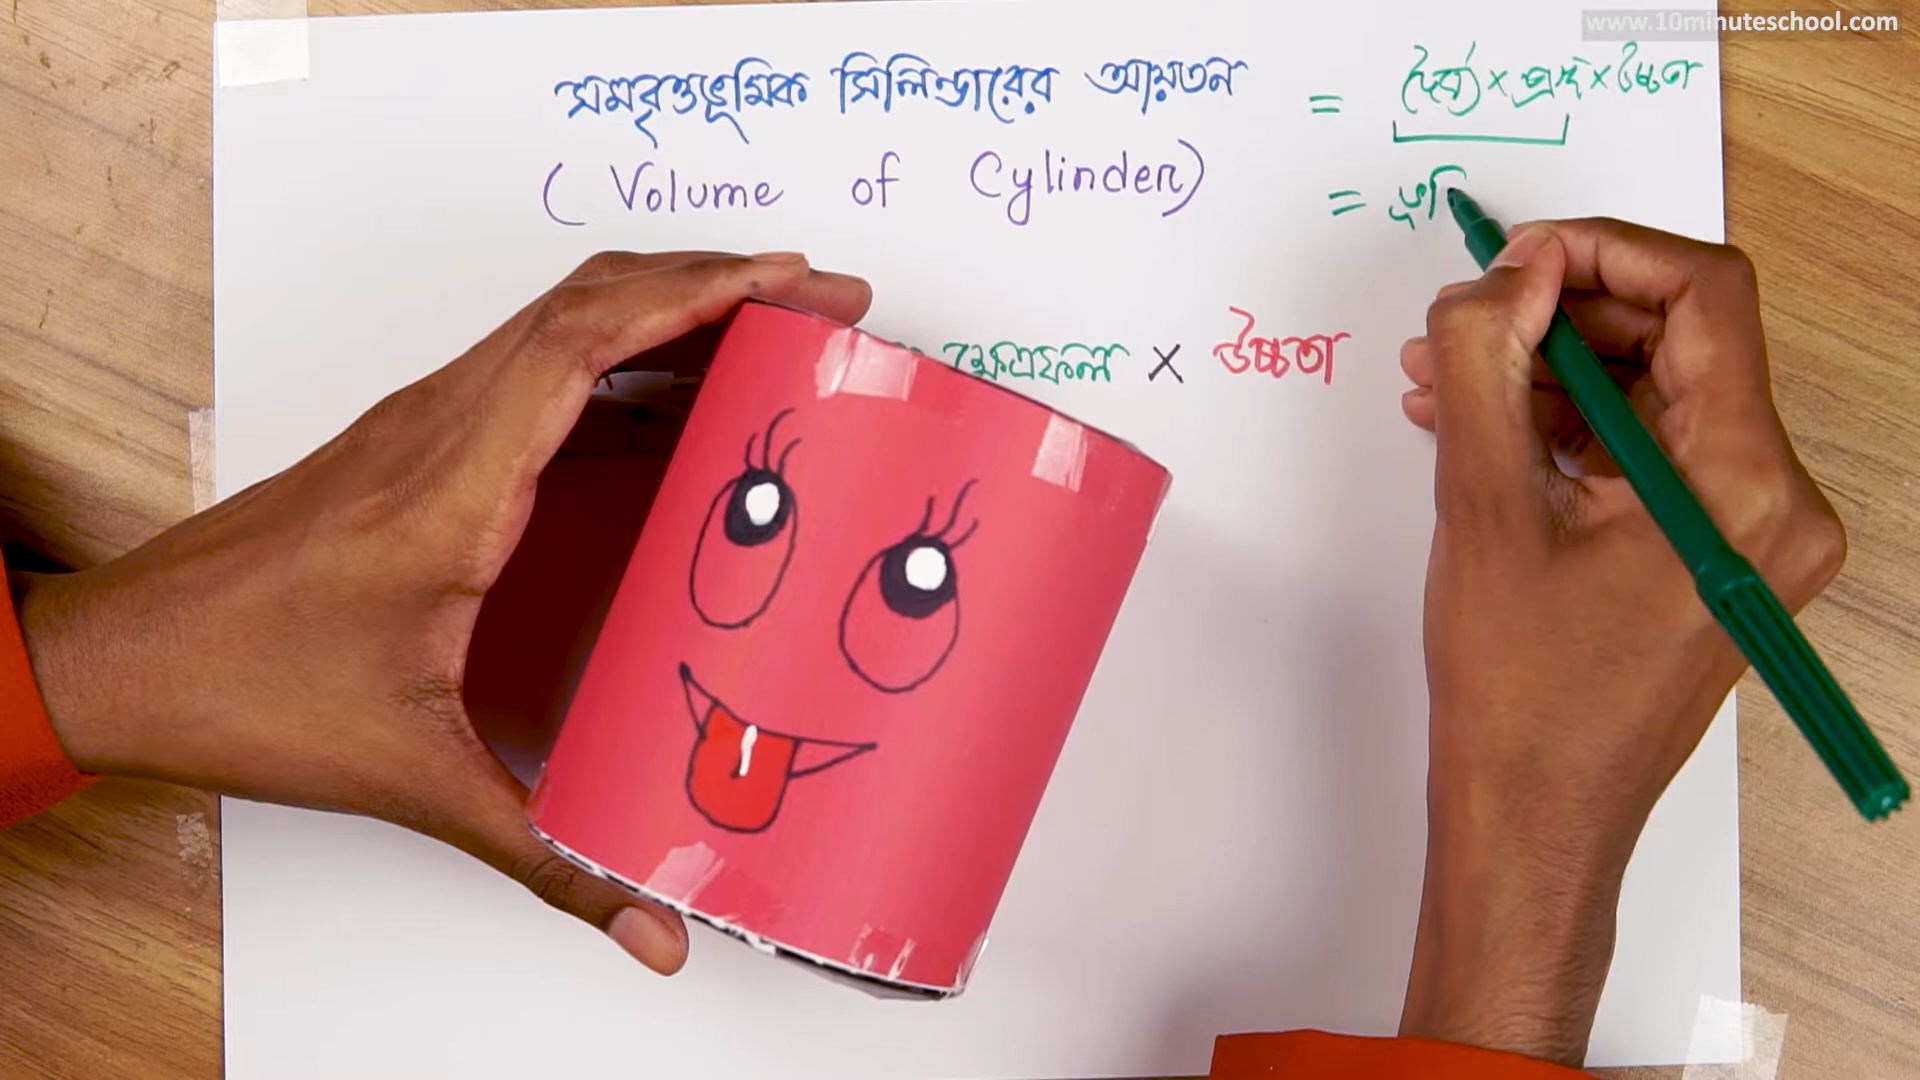 www.10minuteschool.com
সমবৃত্তভূমিক সিলিন্ডারের আয়তন = দৈর্ঘ্য × প্রস্থ × উচ্চতা
( Volume of Cylinder) = ভূমি
ক্ষেত্রফল × উচ্চতা